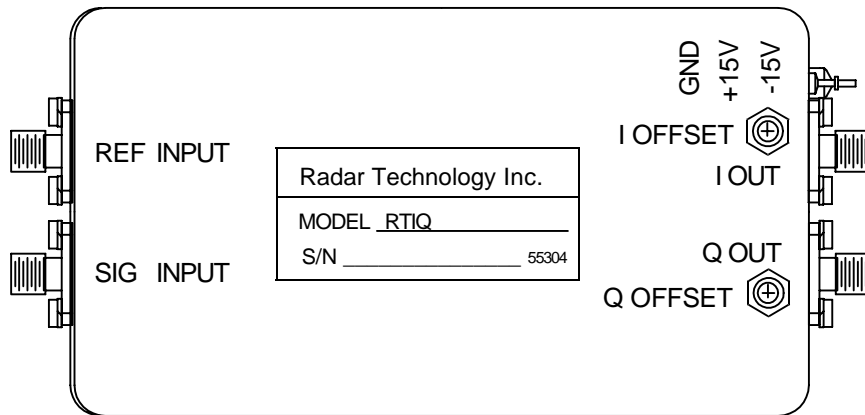 GND
+15V
-15V
I OFFSET
REF INPUT
I OUT
Radar Technology Inc.
MODEL RTIQ
S/N 55304
SIG INPUT
Q OUT
Q OFFSET